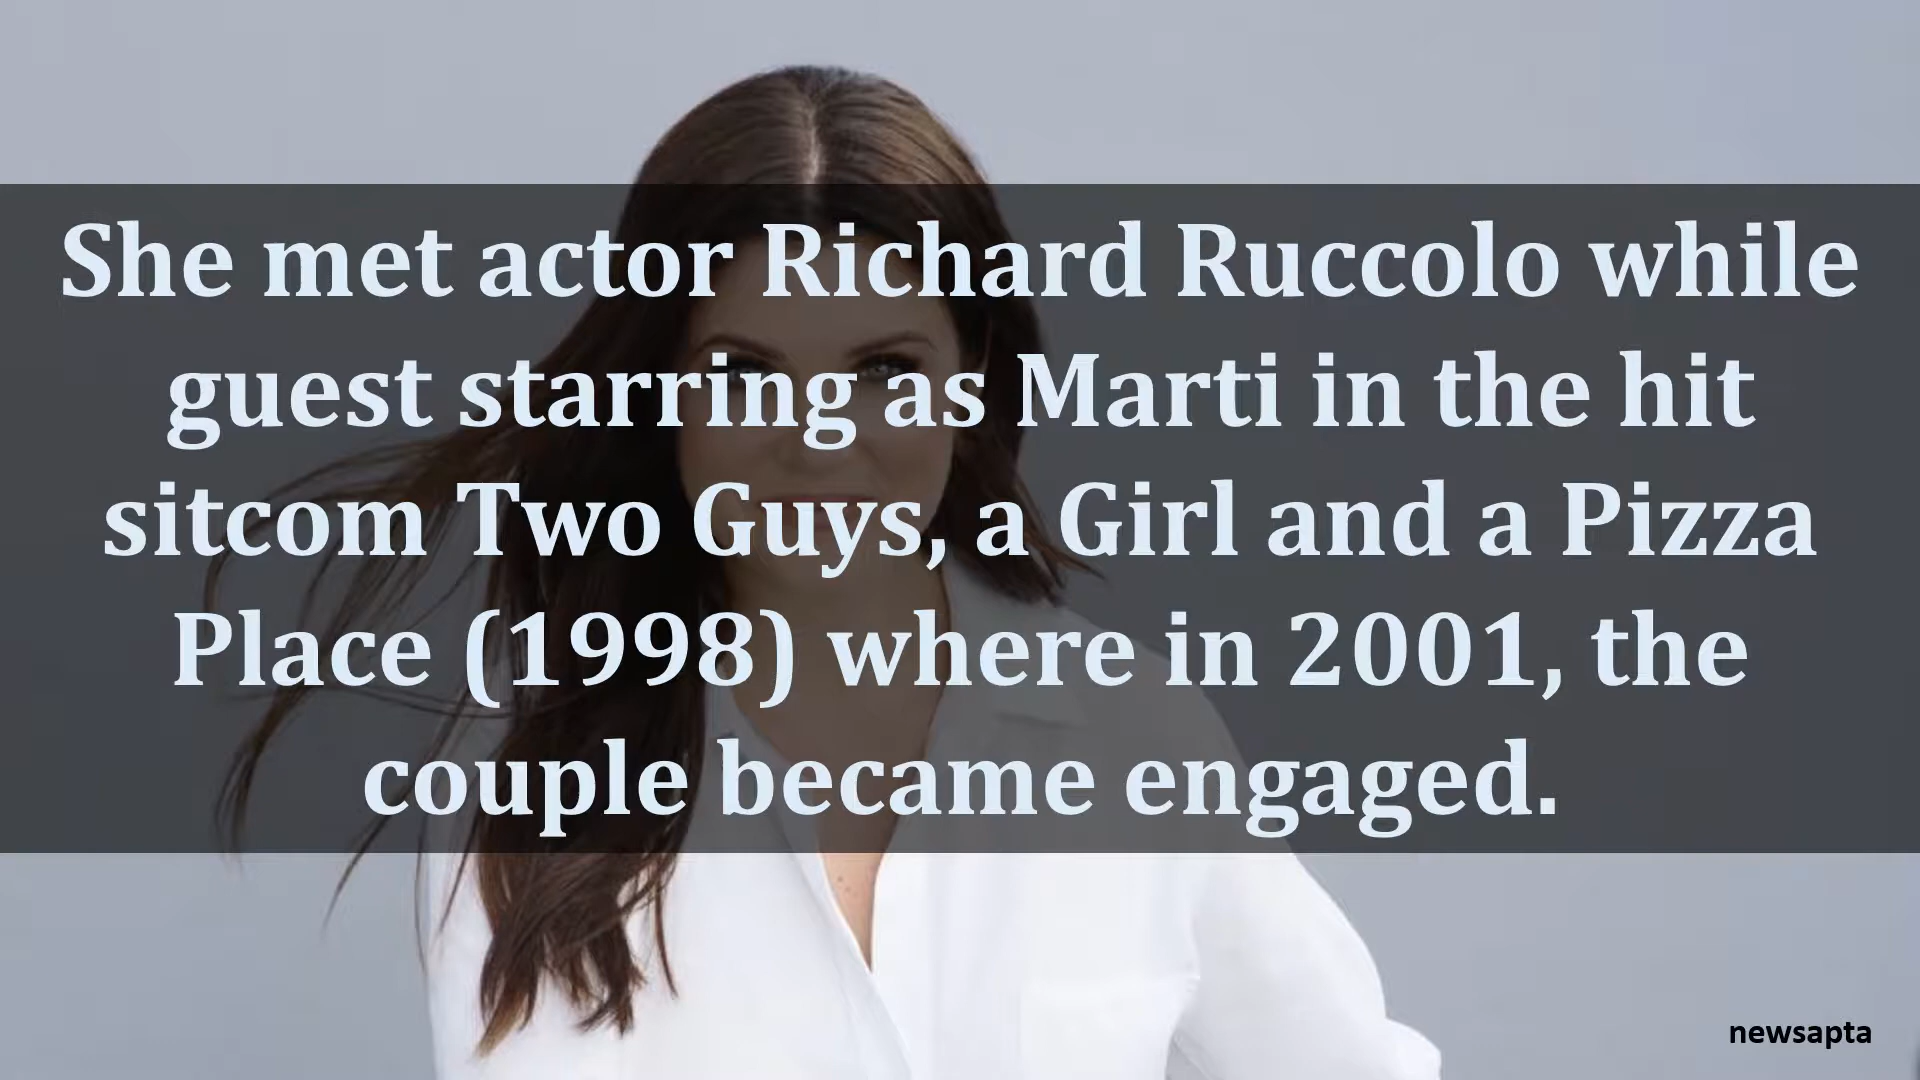 She met actor Richard Ruccolo while
guest starring as Marti in the hit
sitcom Two Guys, a Girl and a Pizza
Place (1998) where in 2001, the
couple became engaged.
newsapta